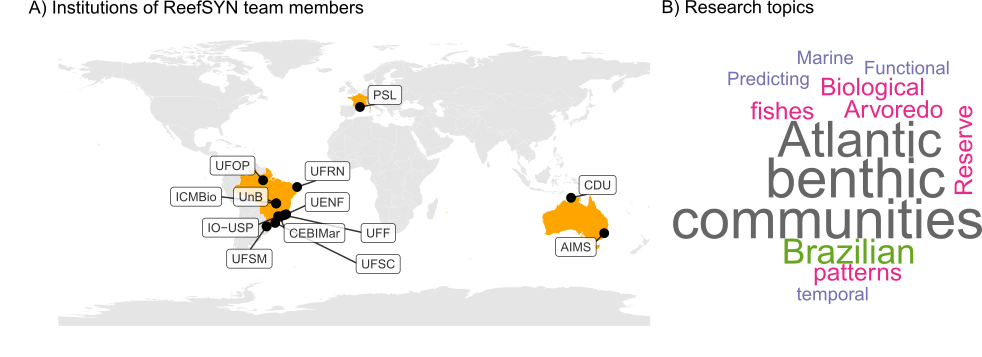 A) Institutions of ReefSYN team members
PSL
UFOP
UFRN
ICMBio
UnB
UENF
IO−USP
CEBIMar
UFF
UFSM
UFSC
CDU
AIMS
B) Research topics
Marine
Functional
Predicting
Biological
fishes
Arvoredo
Reserve
Atlantic
benthic
communities
Brazilian
patterns
temporal